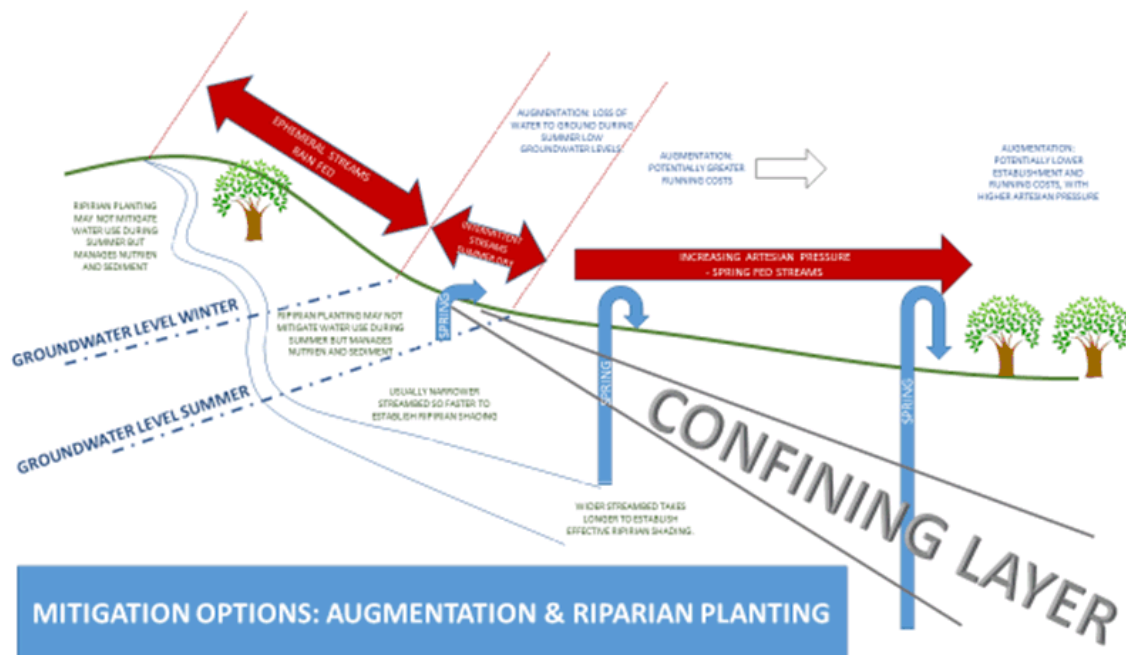 EPHEMERAL STREAMS
RAIN FED
AUGMENTATION: LOSS OF
WATER TO GROUND DURING
SUMMER LOW
GROUNDWATER LEVELS.
AUGMENTATION:
POTENTIALLY GREATER
RUNNING COSTS
AUGMENTATION:
POTENTIALLY LOWER
ESTABLISHMENT AND
RUNNING COSTS, WITH
HIGHER ARTESIAN PRESSURE
RIPIRIAN PLANTING
MAY NOT MITIGATE
WATER USE DURING
SUMMER BUT
MANAGES NUTRIEN
AND SEDIMENT
INTERMITTENT
STREAMS
SUMMER DRY
INCREASING ARTESIAN PRESSURE
- SPRING FED STREAMS
GROUNDWATER LEVEL WINTER
RIPIRIAN PLANTING MAY NOT
MITIGATE WATER USE DURING
SUMMER BUT MANAGES
NUTRIEN AND SEDIMENT
SPRING
SPRING
SPRING
GROUNDWATER LEVEL SUMMER
USUALLY NARROWER
STREAMBED SO FASTER TO
ESTABLISH RIPIRIAN SHADING
CONFINING LAYER
WIDER STREAMBED TAKES
LONGER TO ESTABLISH
EFFECTIVE RIPIRIAN SHADING.
MITIGATION OPTIONS: AUGMENTATION & RIPARIAN PLANTING